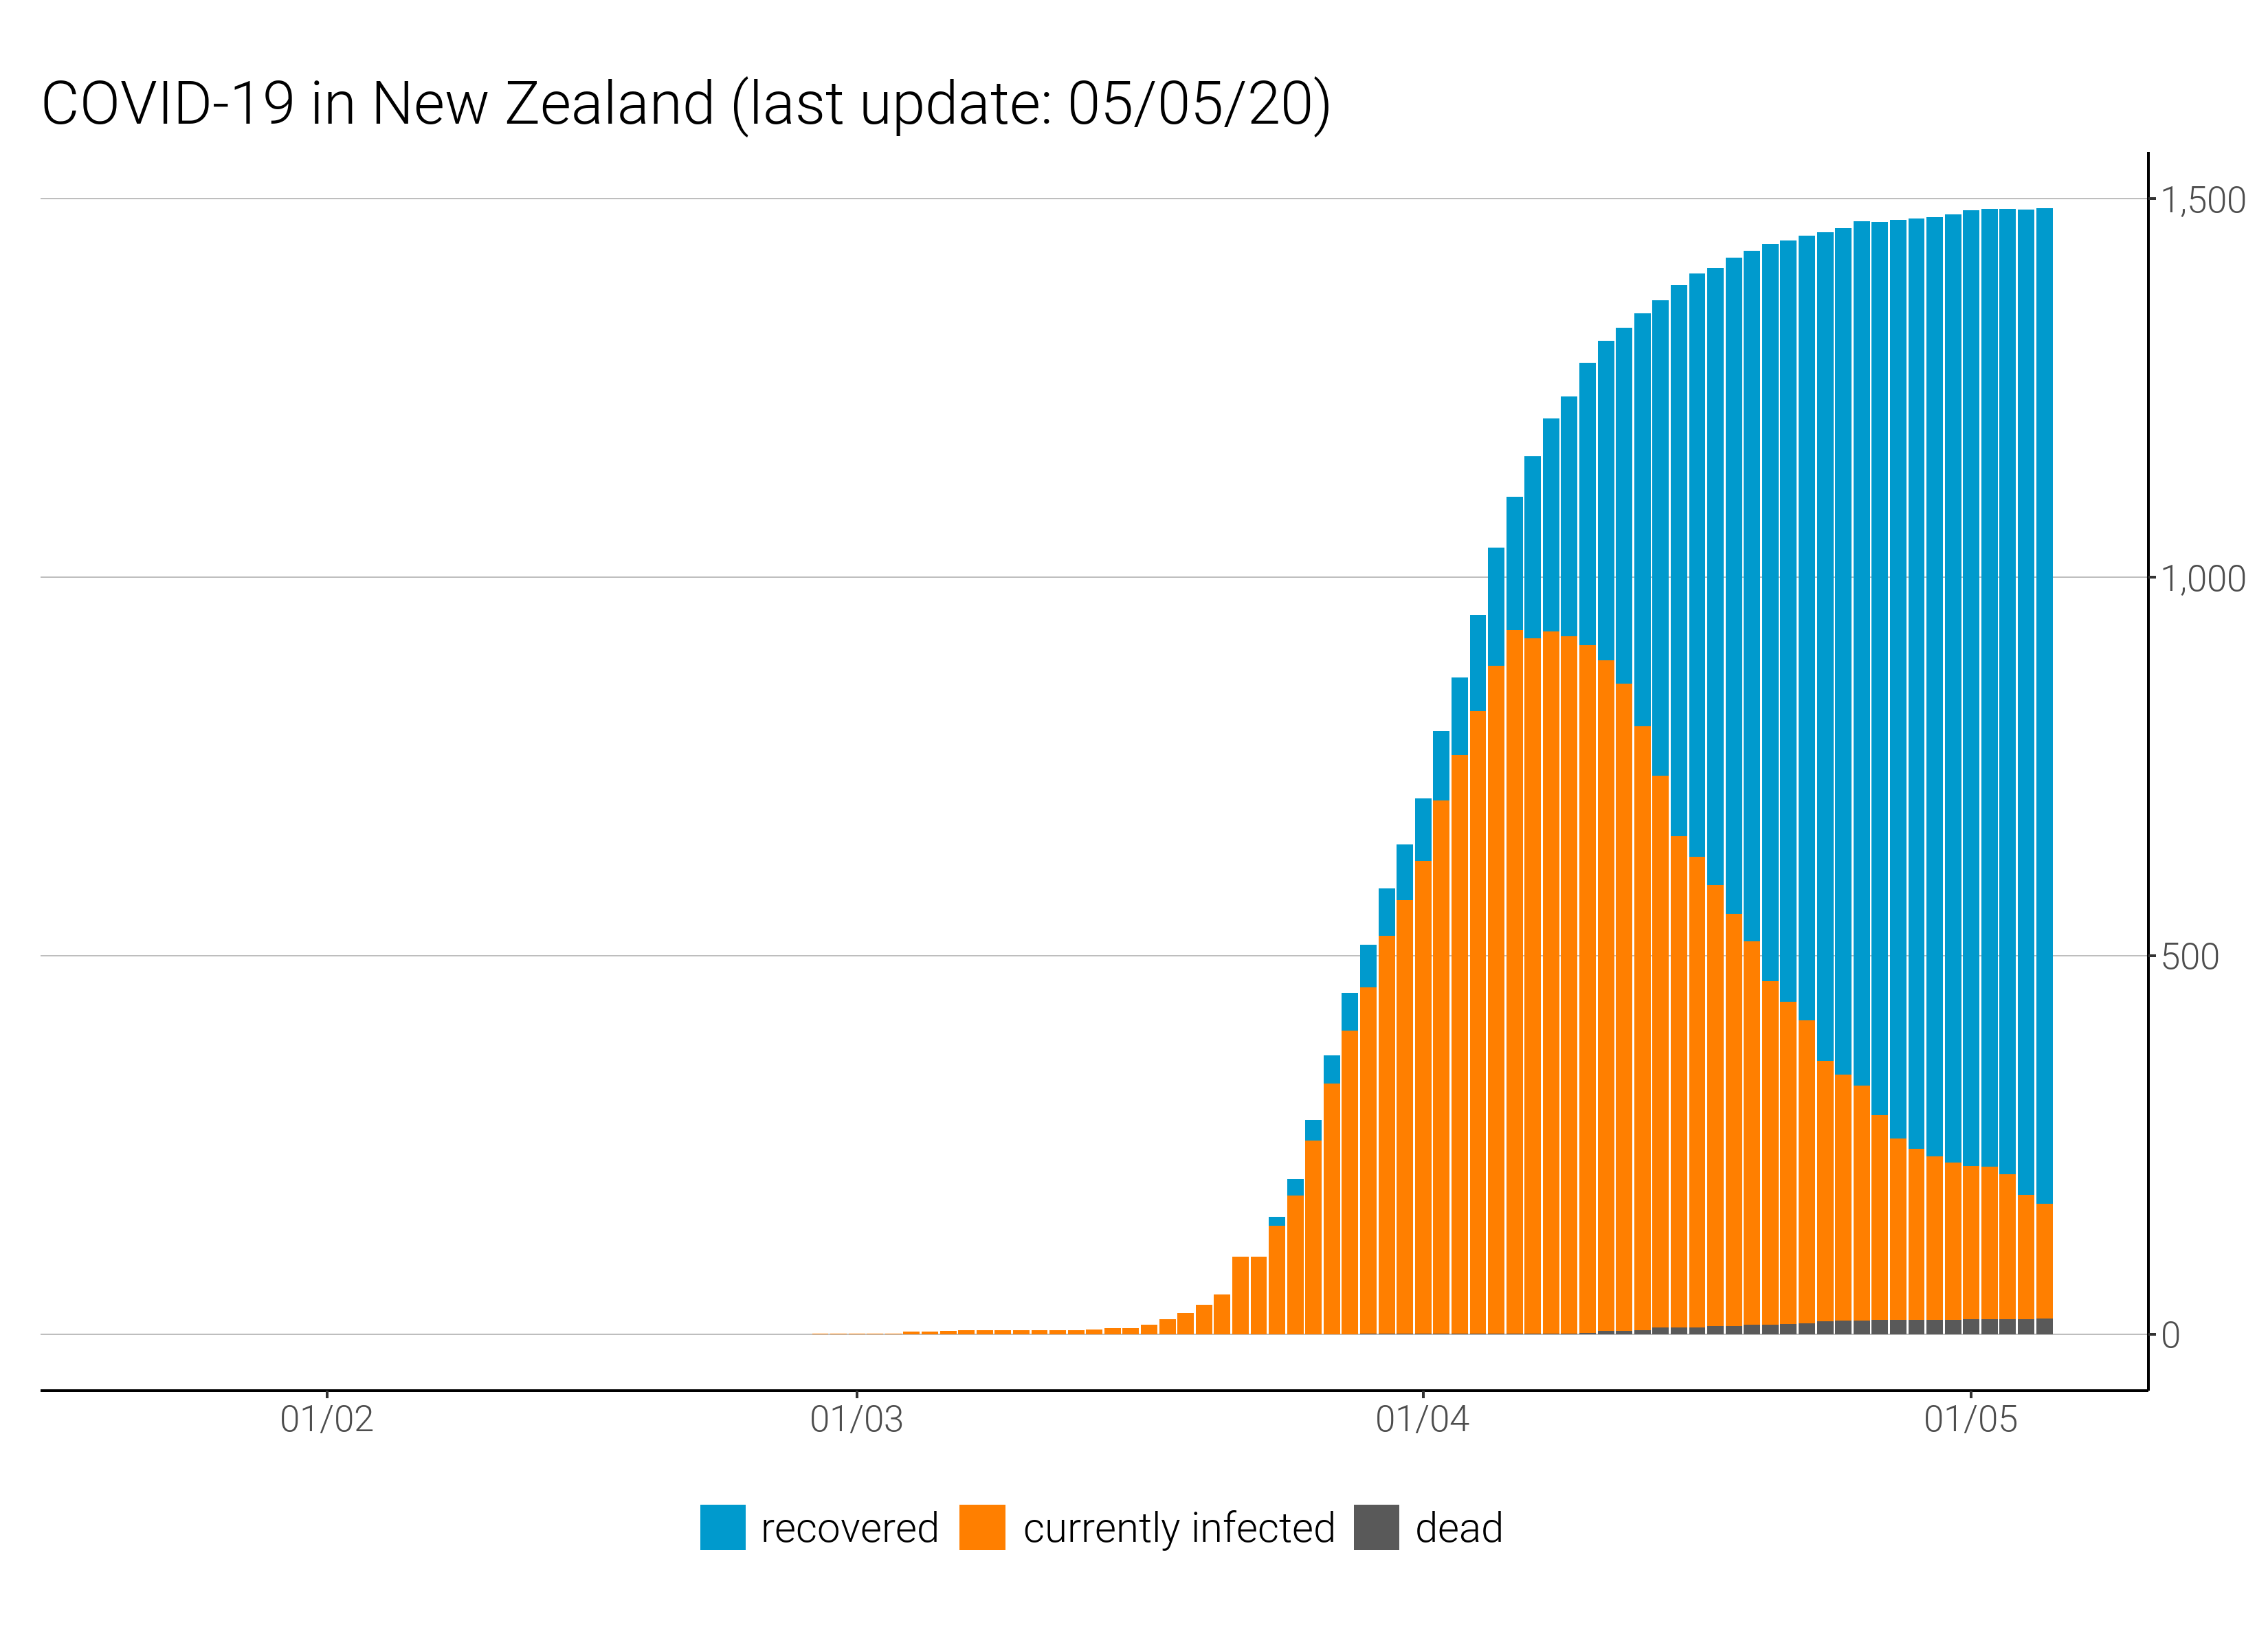 COVID-19 in New Zealand (last update: 05/05/20)
1,500
1,000
500
0
01/02 01/03 01/04 01/05
recovered currently infected dead